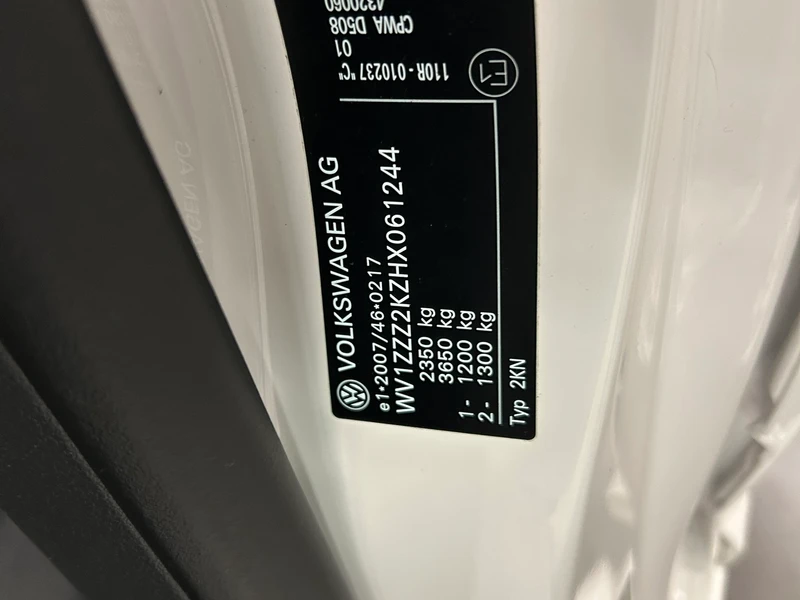 VOLKSWAGEN AG
e1*2007/46*0217
WV1ZZZ2KZHX061244
2350 kg
3650 kg
1- 1200 kg
2- 1300 kg
Typ 2KN
E1
110R-010237 "C"
01
CPWA D508
4320060